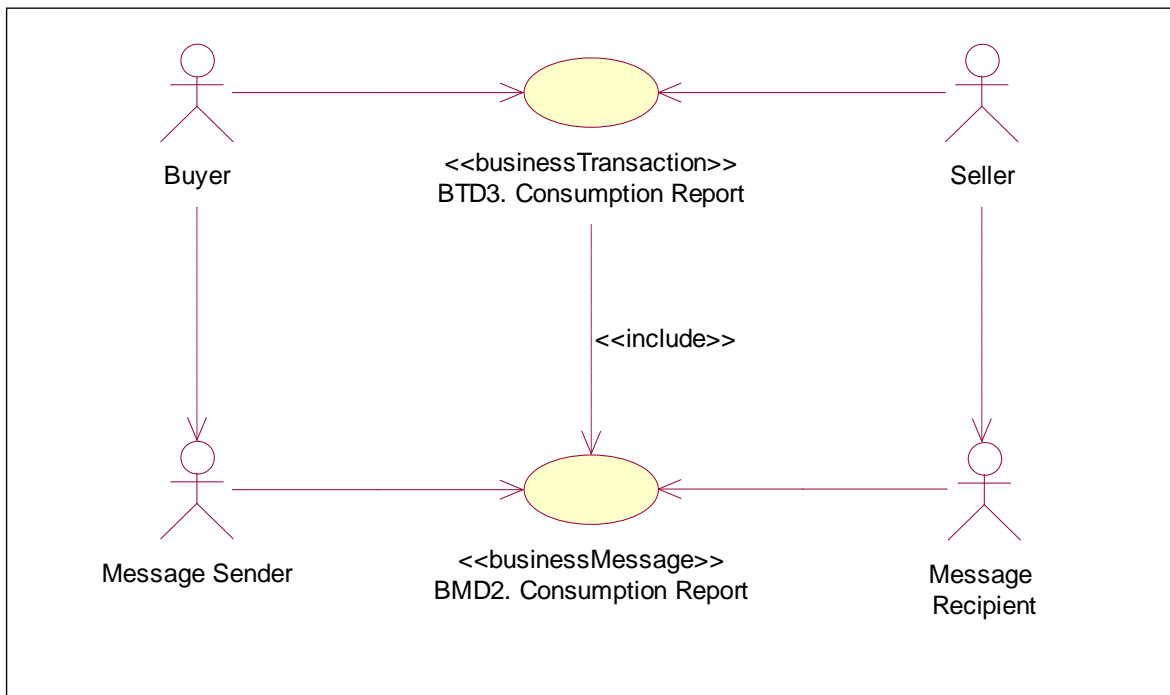 Buyer
<<businessTransaction>>
BTD3. Consumption Report
Seller
<<include>>
Message Sender
<<businessMessage>>
BMD2. Consumption Report
Message
Recipient